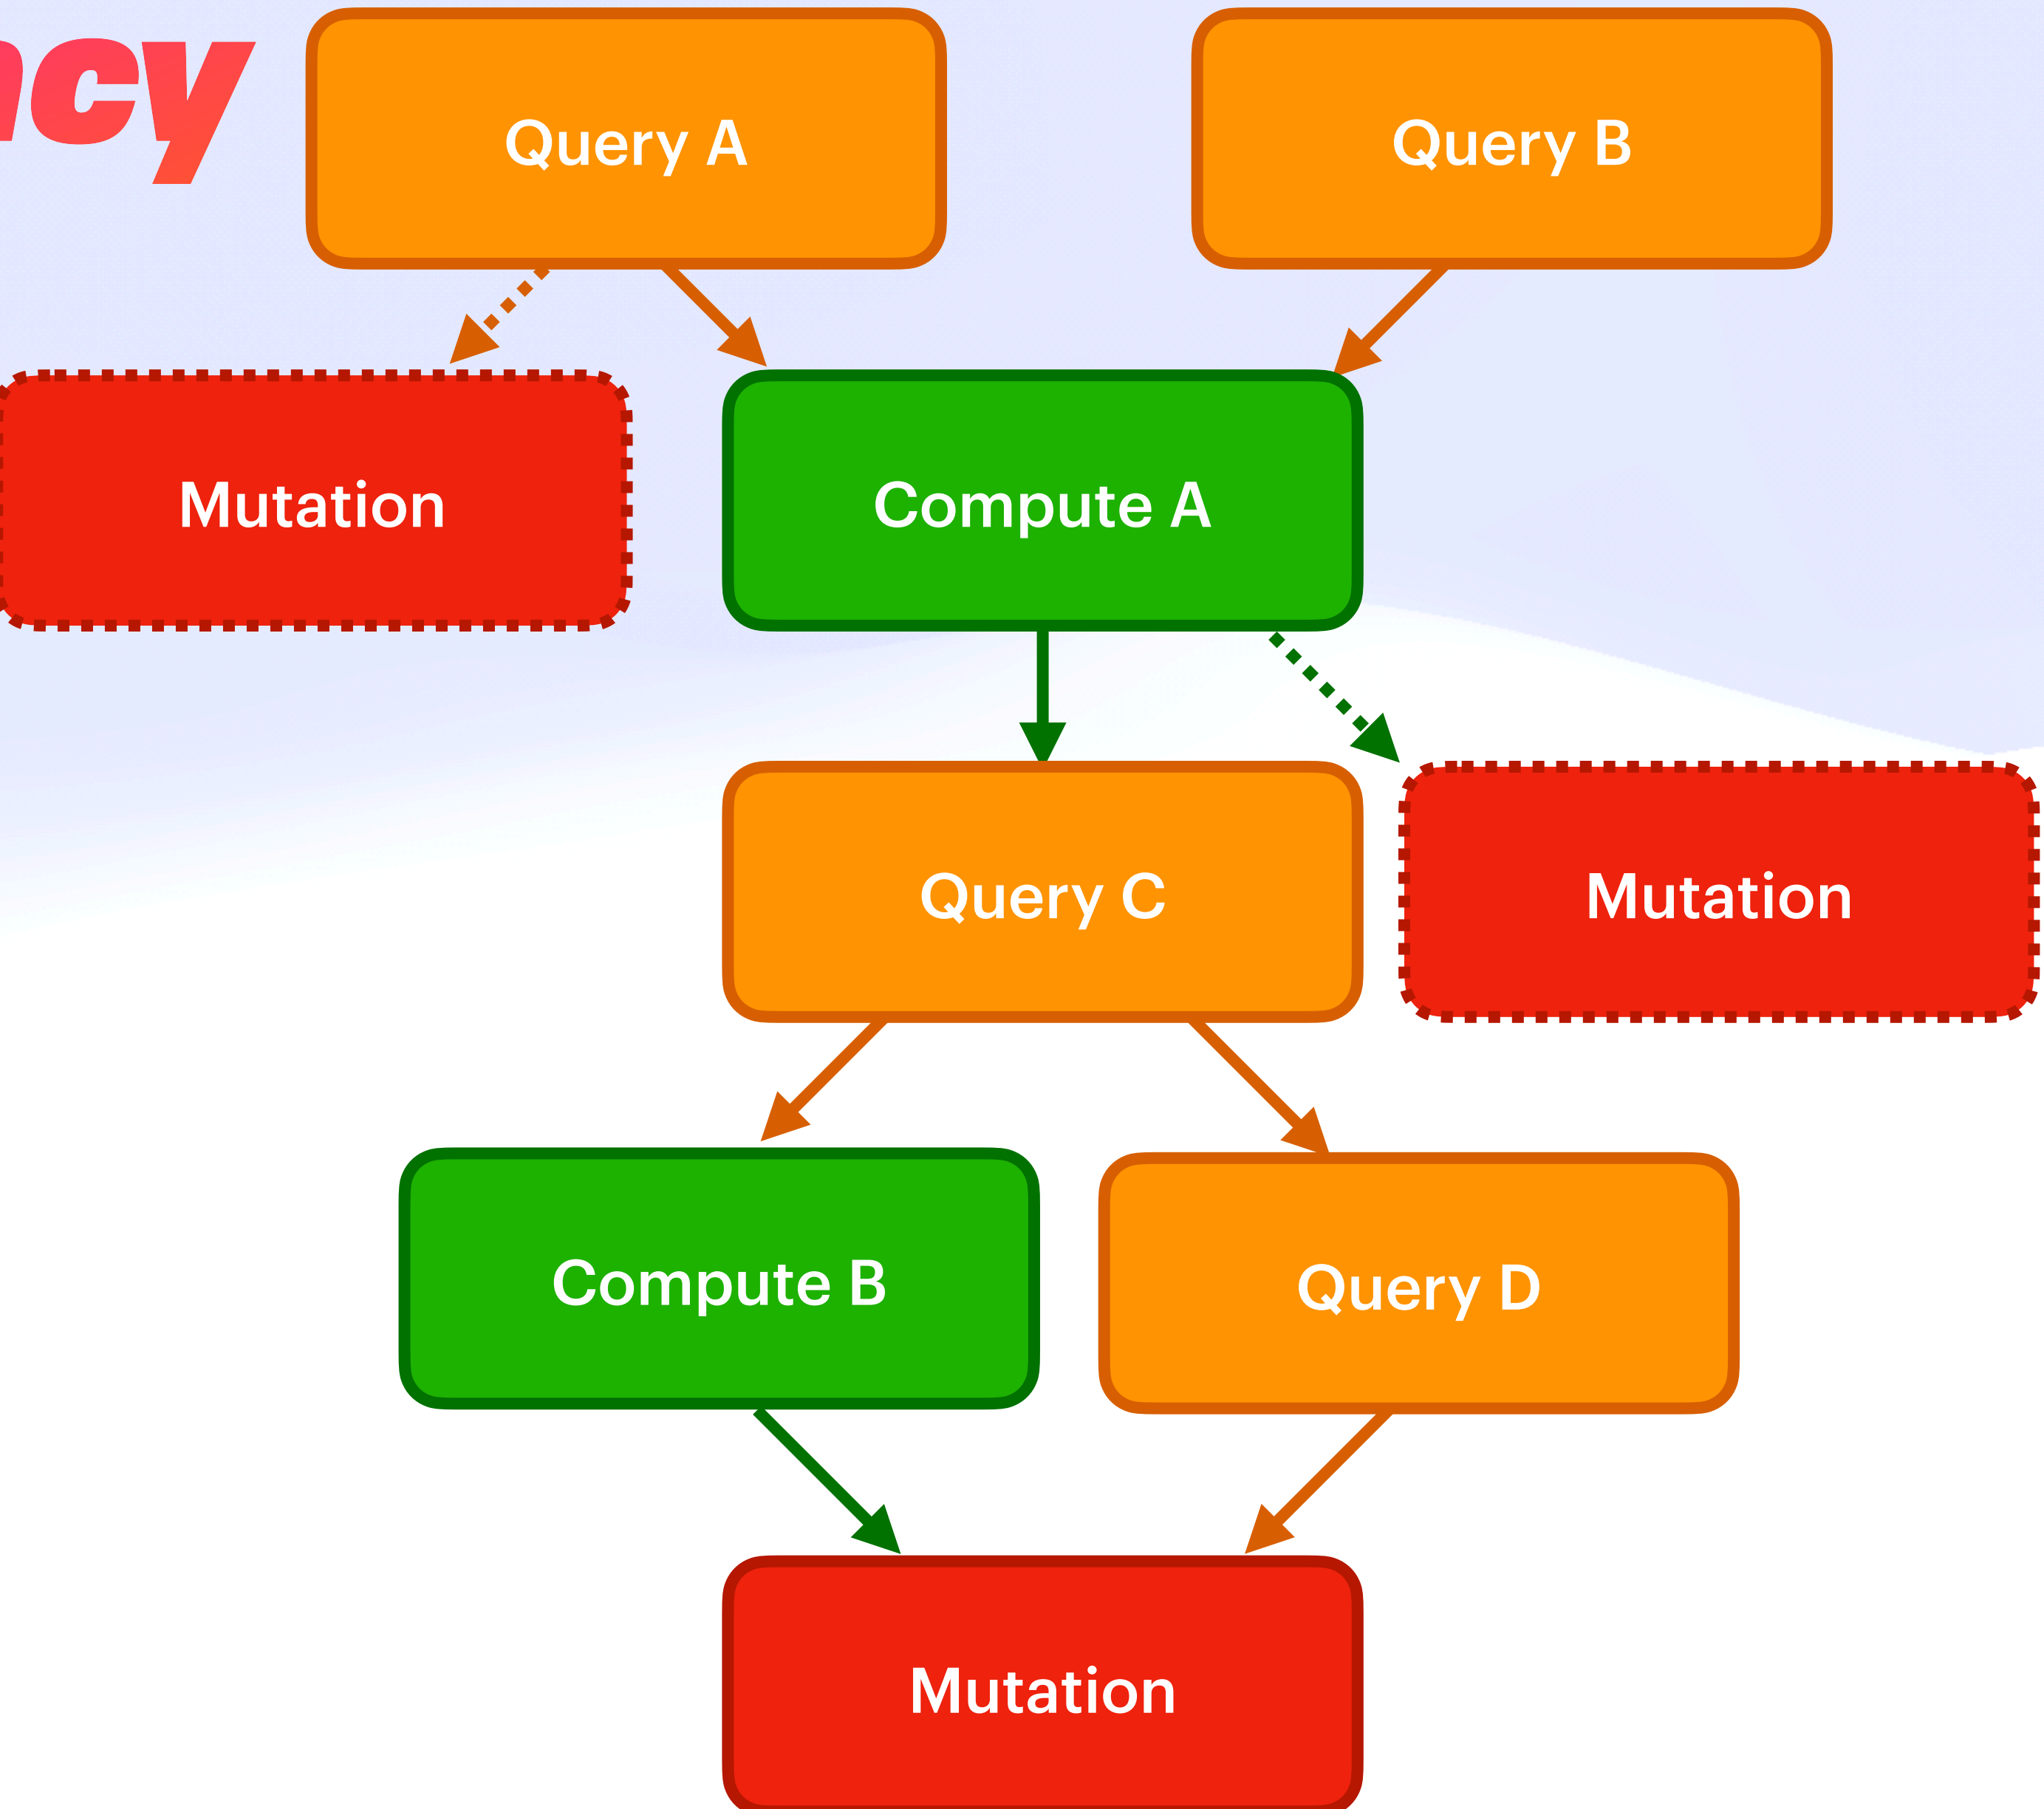 ncy
Query A
Query B
Mutation
Compute A
Query C
Mutation
Compute B
Query D
Mutation